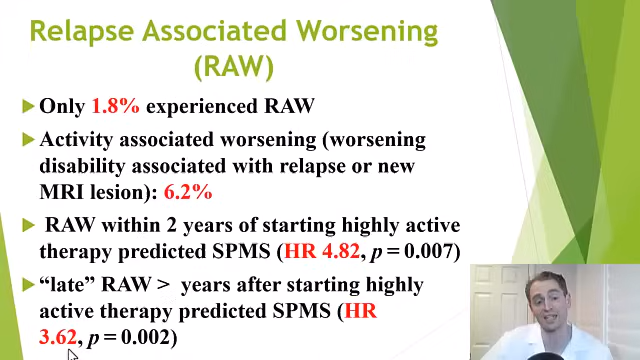 Relapse Associated Worsening
(RAW)
Only 1.8% experienced RAW
Activity associated worsening (worsening
disability associated with relapse or new
MRI lesion): 6.2%
RAW within 2 years of starting highly active
therapy predicted SPMS (HR 4.82, p = 0.007)
“late” RAW > years after starting highly
active therapy predicted SPMS (HR
3.62, p = 0.002)